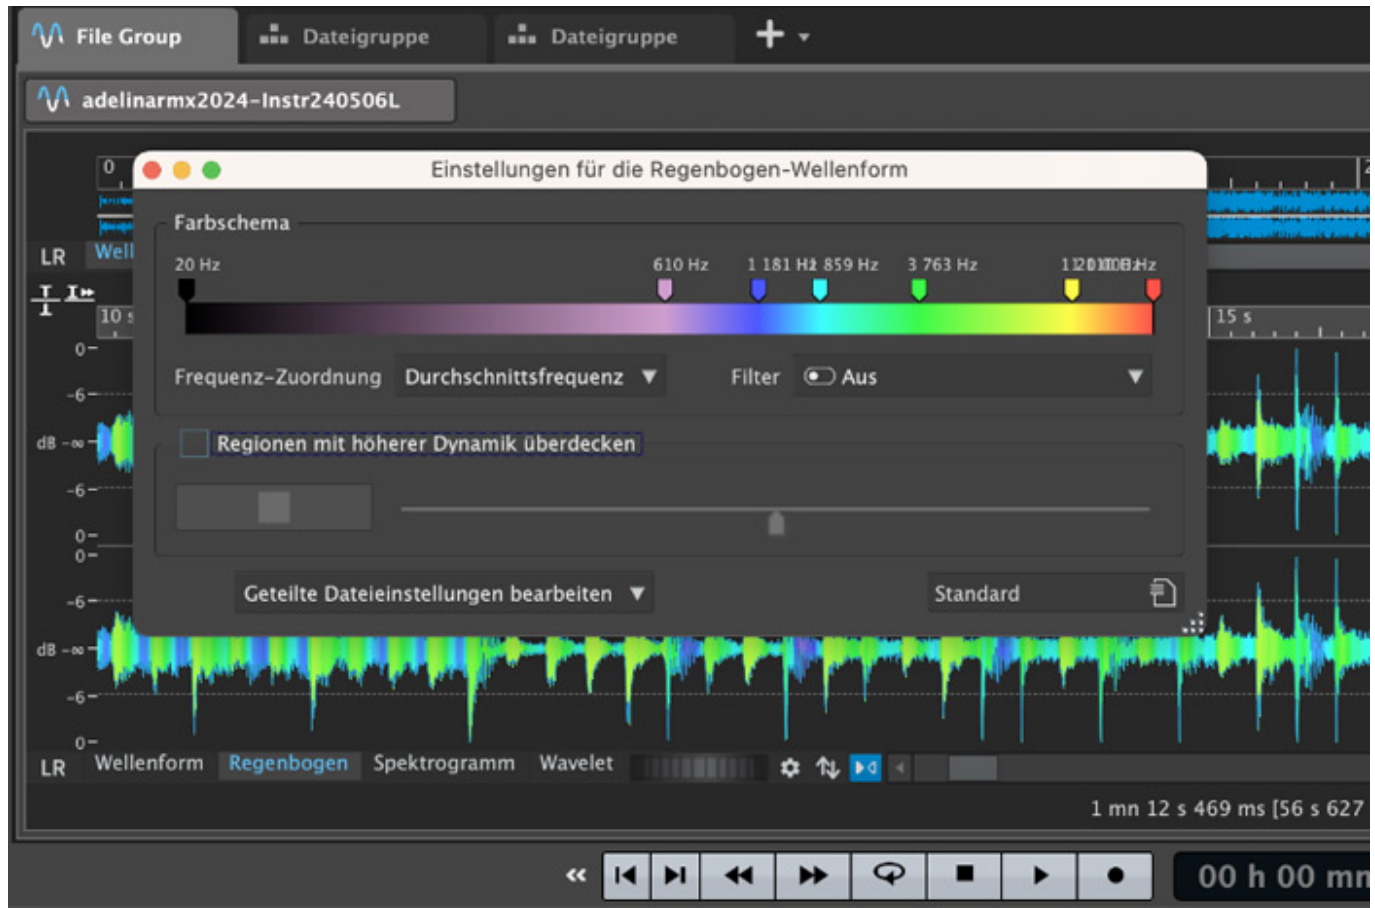 File Group
Dateigruppe
Dateigruppe
adelinarmx2024-Instr240506L
0
Einstellungen für die Regenbogen-Wellenform
2
LR
Well
Farbschema
20 Hz
610 Hz
1 181 Hz
1 859 Hz
3 763 Hz
10 s
15 s
Frequenz-Zuordnung
Durchschnittsfrequenz
Filter
Aus
0
-6
dB -∞
-6
0
Regionen mit höherer Dynamik überdecken
0
-6
dB -∞
-6
0
Geteilte Dateieinstellungen bearbeiten
Standard
LR
Wellenform
Regenbogen
Spektrogramm
Wavelet
1 mn 12 s 469 ms [56 s 627
00 h 00 mn